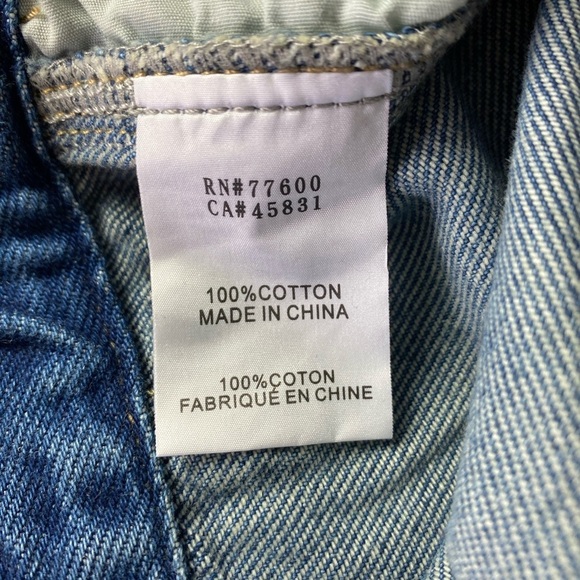 RN#77600
CA#45831
100%COTTON
MADE IN CHINA
100%COTON
FABRIQUÉ EN CHINE